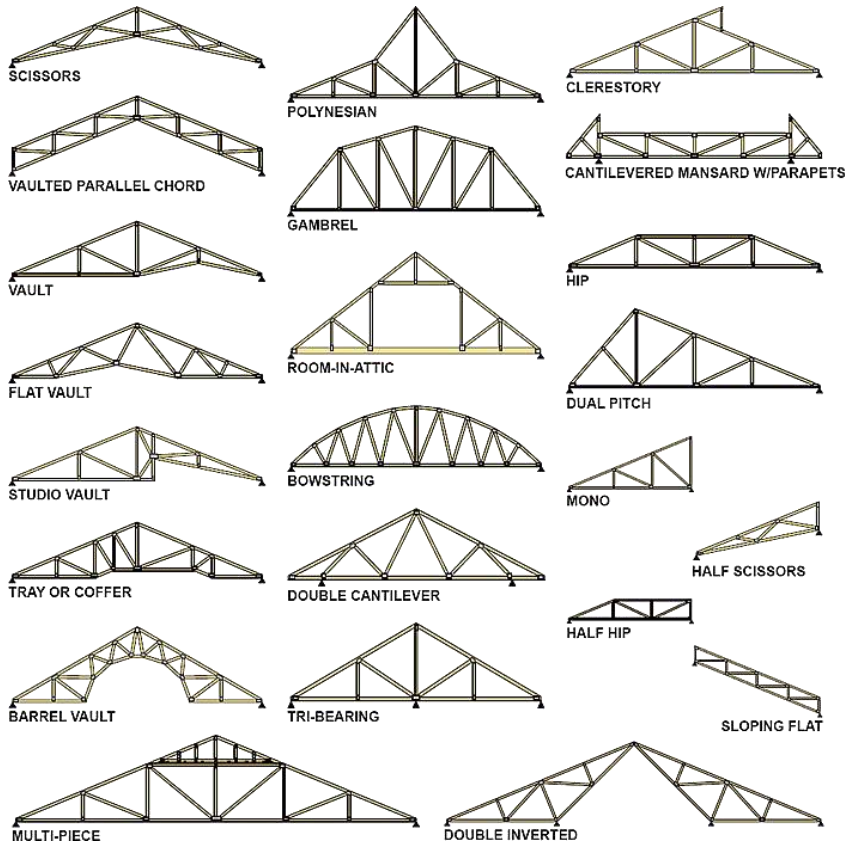 SCISSORS
VAULTED PARALLEL CHORD
VAULT
FLAT VAULT
STUDIO VAULT
TRAY OR COFFER
BARREL VAULT
MULTI-PIECE
POLYNESIAN
GAMBREL
ROOM-IN-ATTIC
BOWSTRING
DOUBLE CANTILEVER
TRI-BEARING
CLERESTORY
CANTILEVERED MANSARD W/PARAPETS
HIP
DUAL PITCH
MONO
HALF SCISSORS
HALF HIP
SLOPING FLAT
DOUBLE INVERTED